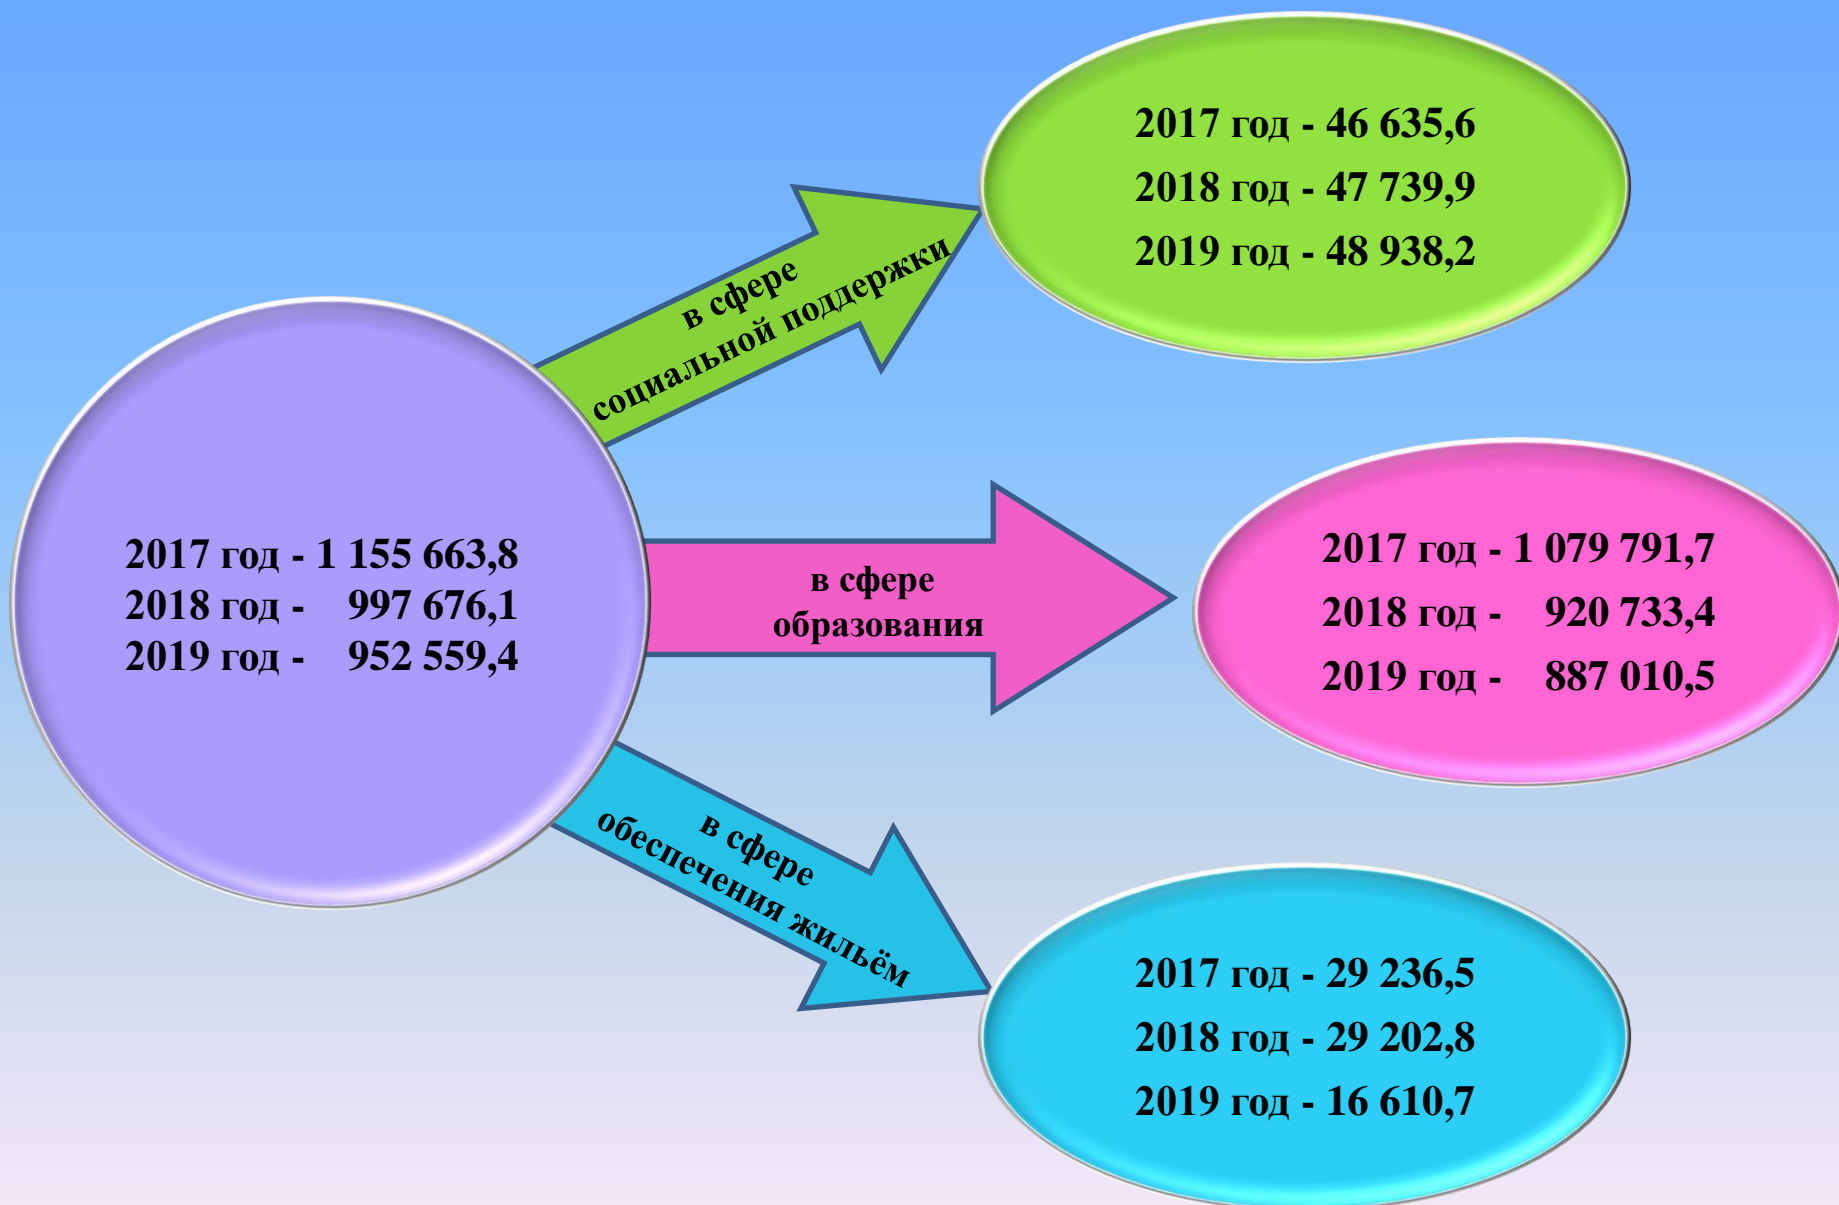 2017 год - 1 155 663,8
2018 год - 997 676,1
2019 год - 952 559,4
в сфере
социальной поддержки
2017 год - 46 635,6
2018 год - 47 739,9
2019 год - 48 938,2
в сфере
образования
2017 год - 1 079 791,7
2018 год - 920 733,4
2019 год - 887 010,5
в сфере
обеспечения жильём
2017 год - 29 236,5
2018 год - 29 202,8
2019 год - 16 610,7